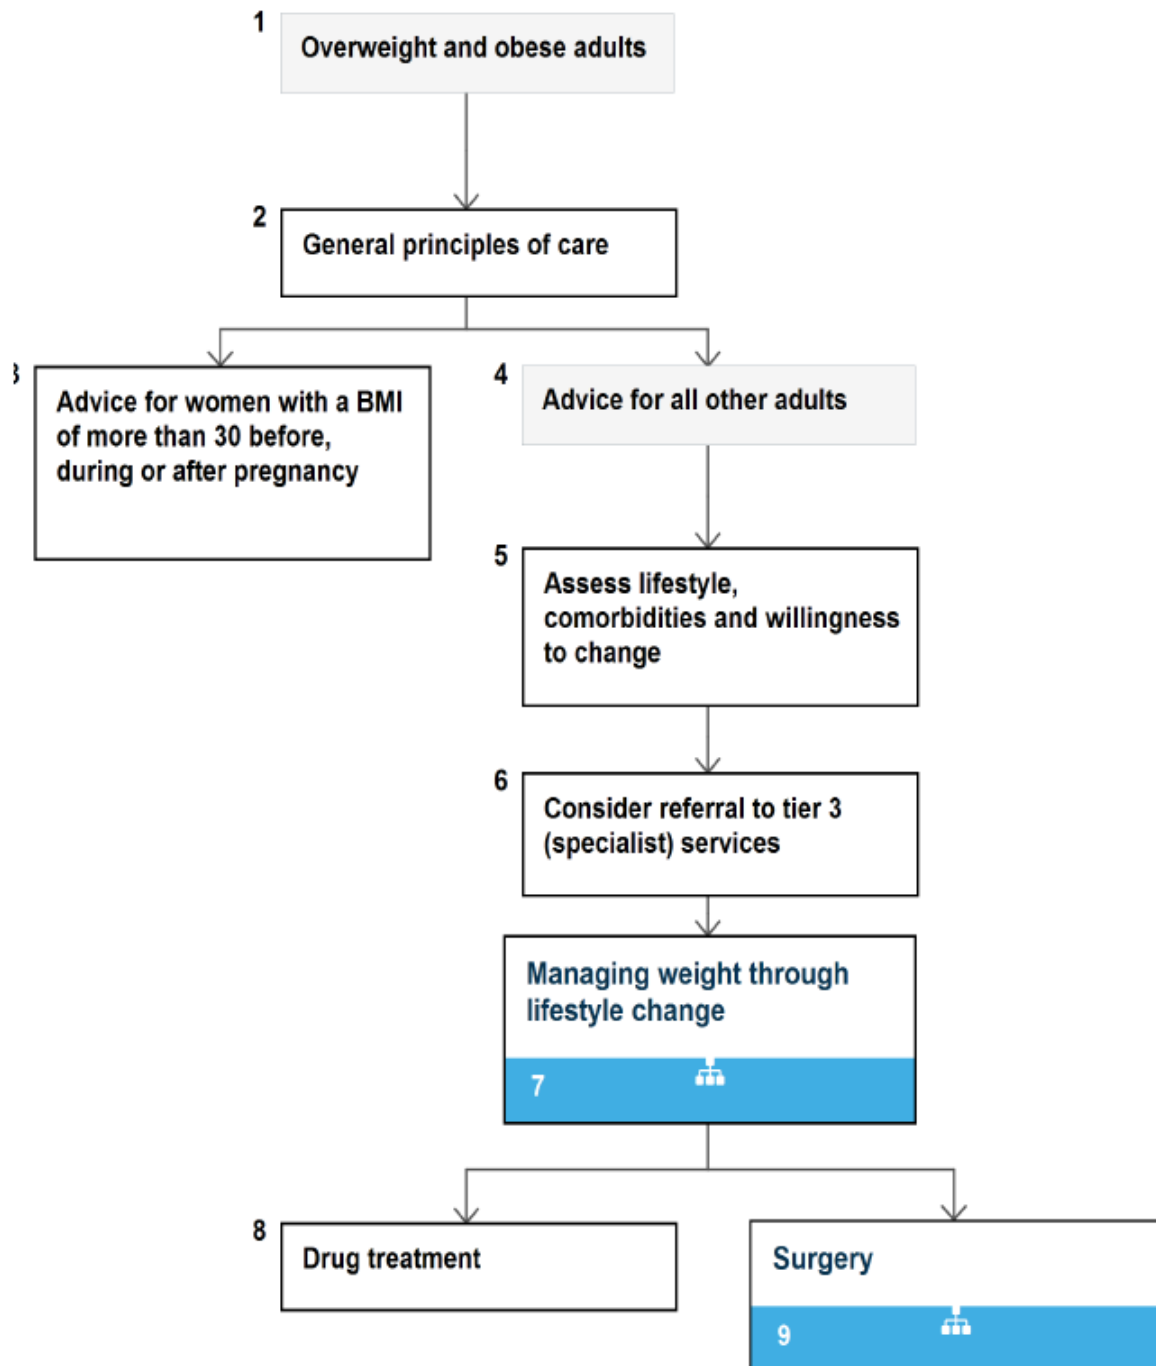 1
Overweight and obese adults
2
General principles of care
3
Advice for women with a BMI
of more than 30 before,
during or after pregnancy
4
Advice for all other adults
5
Assess lifestyle,
comorbidities and willingness
to change
6
Consider referral to tier 3
(specialist) services
Managing weight through
lifestyle change
7
8
Drug treatment
Surgery
9